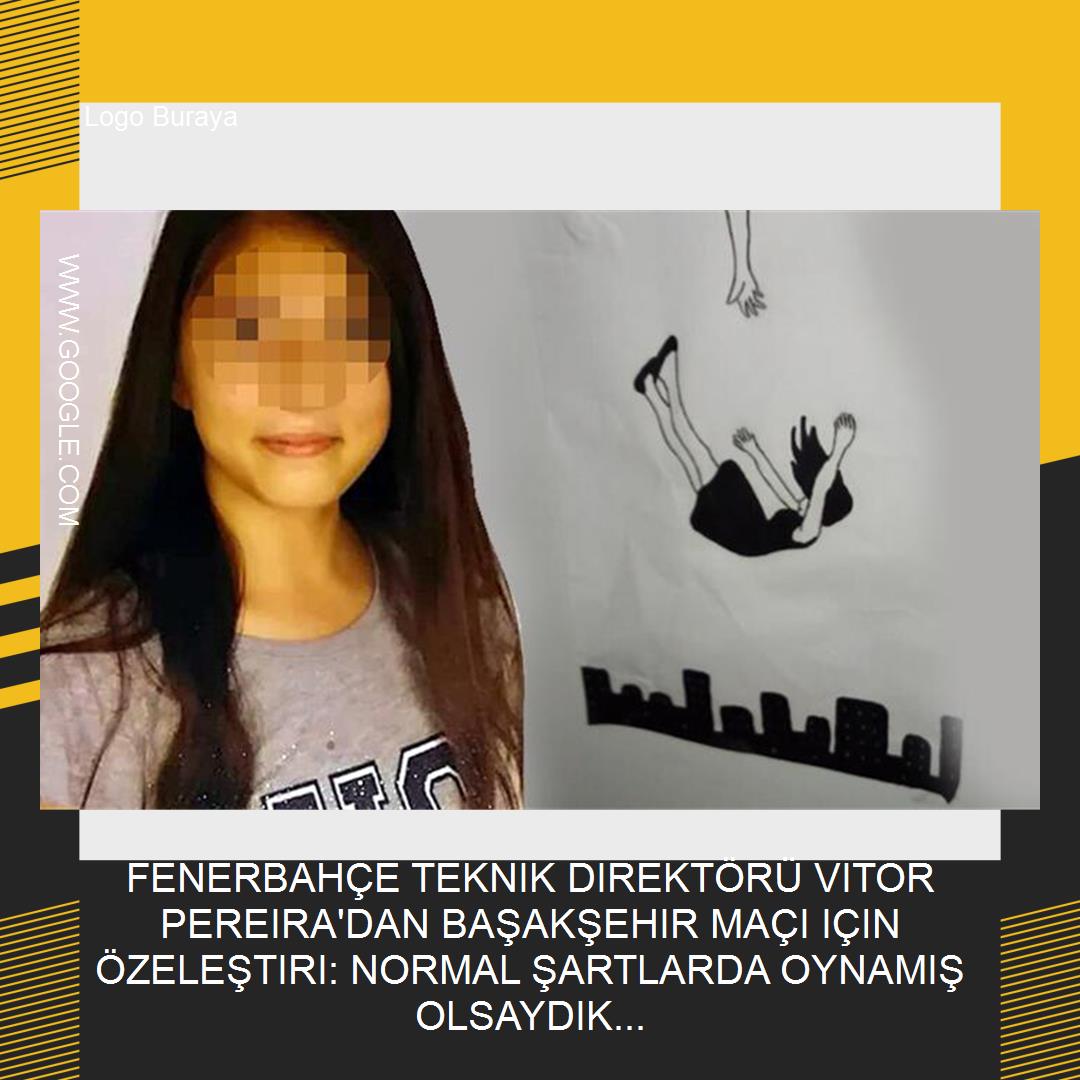 Logo Buraya
WWW.GOOGLE.COM
FENERBAHÇE TEKNIK DIREKTÖRÜ VITOR
PEREIRA'DAN BAŞAKŞEHIR MAÇI IÇIN
ÖZELEŞTIRI: NORMAL ŞARTLARDA OYNAMIŞ
OLSAYDIK...